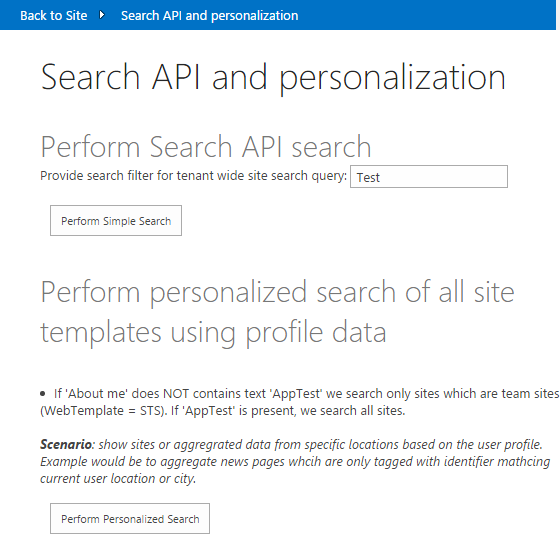 Back to Site Search API and personalization
Search API and personalization
Perform Search API search
Provide search filter for tenant wide site search query: Test
Perform Simple Search
Perform personalized search of all site
templates using profile data
• If 'About me' does NOT contains text 'AppTest' we search only sites which are team sites
(WebTemplate = STS). If 'AppTest' is present, we search all sites.
Scenario: show sites or aggregrated data from specific locations based on the user profile.
Example would be to aggregate news pages whcih are only tagged with identifier mathcing
current user location or city.
Perform Personalized Search